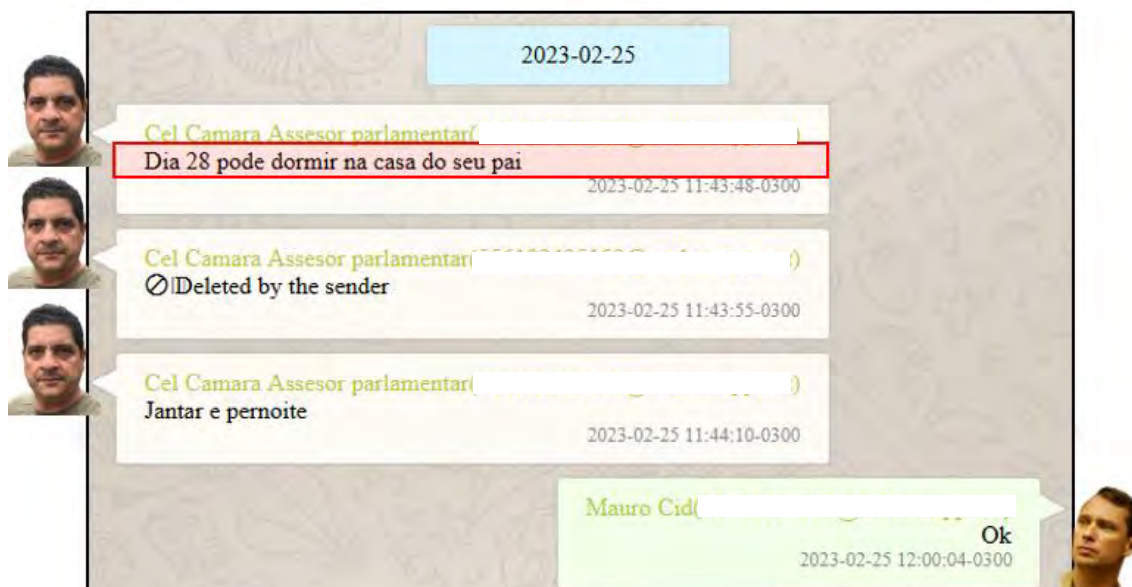 2023-02-25
Cel Camara Assesor parlamentar(
Dia 28 pode dormir na casa do seu pai
2023-02-25 11:43:48-0300
Cel Camara Assesor parlamentar(
Deleted by the sender
2023-02-25 11:43:55-0300
Cel Camara Assesor parlamentar(
Jantar e pernoite
2023-02-25 11:44:10-0300
Mauro Cid(
Ok
2023-02-25 12:00:04-0300